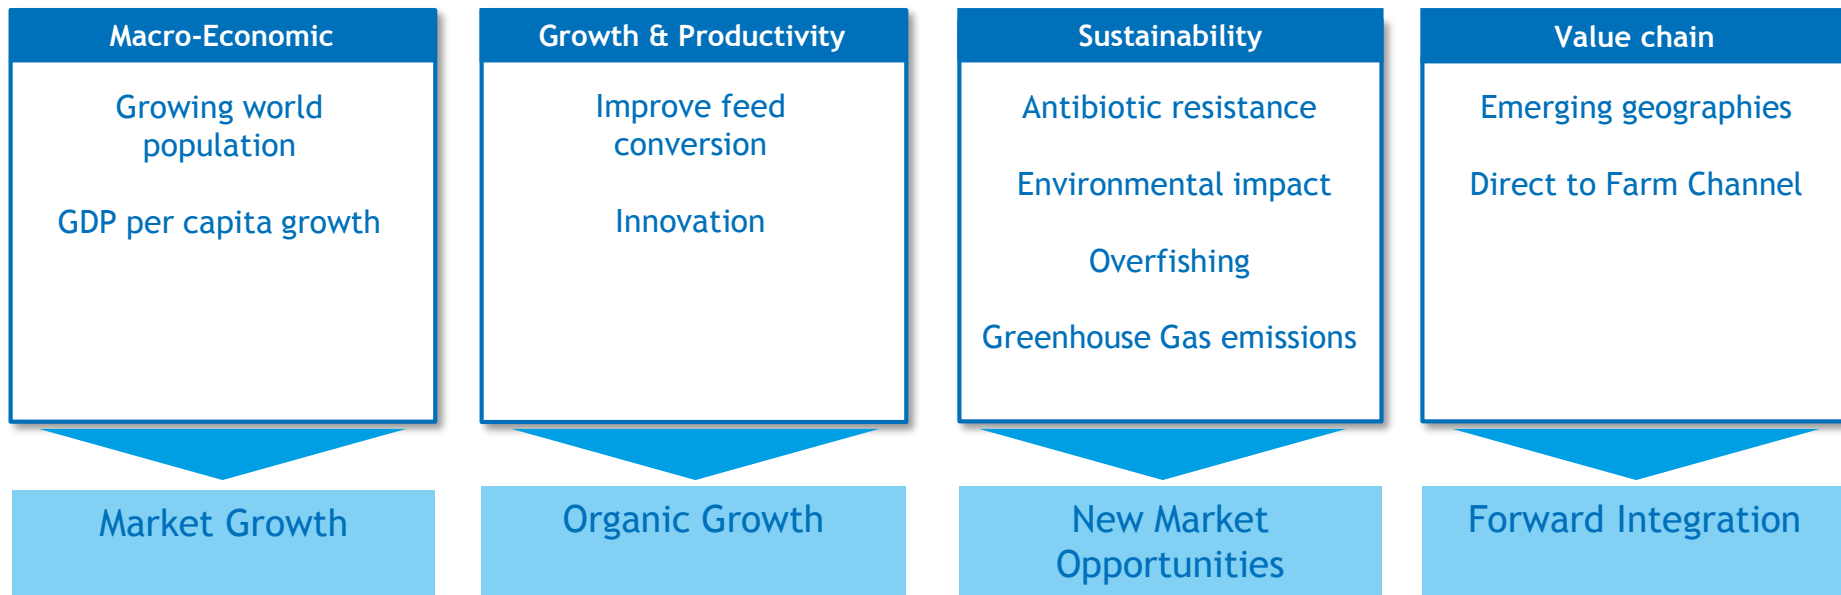 Macro-Economic
Growing world
population
GDP per capita growth
Market Growth
Growth & Productivity
Improve feed
conversion
Innovation
Organic Growth
Sustainability
Antibiotic resistance
Environmental impact
Overfishing
Greenhouse Gas emissions
New Market
Opportunities
Value chain
Emerging geographies
Direct to Farm Channel
Forward Integration